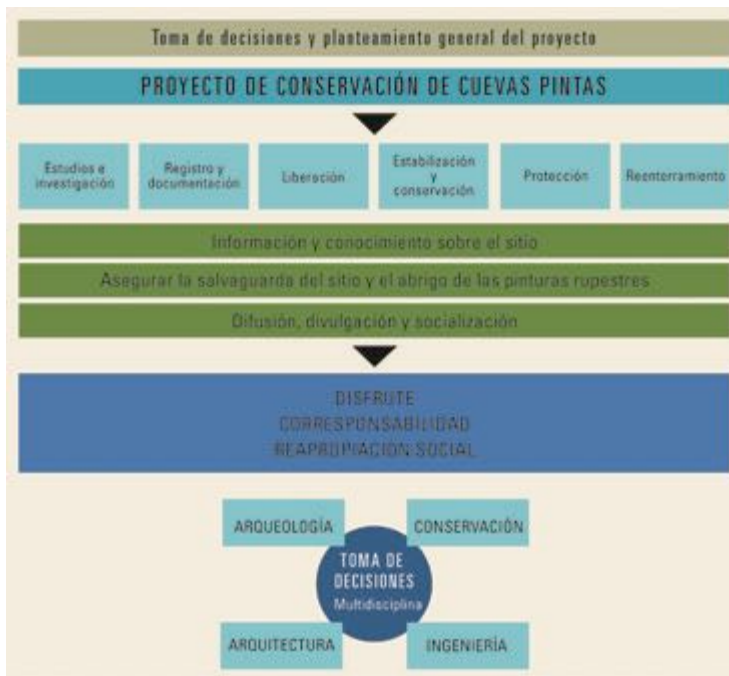 Toma de decisiones y planteamiento general del proyecto
PROYECTO DE CONSERVACIÓN DE CUEVAS PINTAS
Estudios e
investigación
Registro y
documentación
Liberación
Estabilización
y
conservación
Protección
Reenterramiento
Información y conocimiento sobre el sitio
Asegurar la salvaguarda del sitio y el abrigo de las pinturas rupestres
Difusión, divulgación y socialización
DISFRUTE
CORRESPONSABILIDAD
REAPROPIACIÓN SOCIAL
ARQUEOLOGÍA
CONSERVACIÓN
TOMA DE
DECISIONES
Multidisciplina
ARQUITECTURA
INGENIERÍA